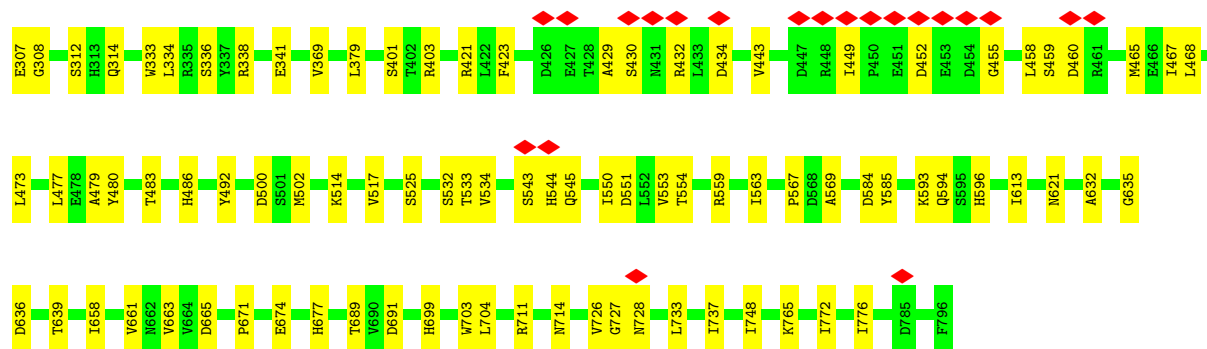 E307 G308 S312 H313 Q314 W333 L334 R335 S336 Y337 R338 E341 V369 L379 S401 T402 R403 R421 L422 F423 D426 E427 T428 A429 S430 N431 R432 L433 D434 V443 D447 R448 I449 P450 E451 D452 E453 D454 G455 L458 S459 D460 R461 M465 E466 I467 L468
L473 L477 E478 A479 Y480 T483 H486 Y492 D500 S501 M502 K514 V517 S525 S532 T533 V534 S543 H544 Q545 I550 D551 L552 V553 T554 R559 I563 P567 D568 A569 D584 Y585 K593 Q594 S595 H596 I613 N621 A632 G635
D636 T639 I658 V661 N662 V663 V664 D665 P671 E674 H677 T689 V690 D691 H699 W703 L704 R711 N714 V726 G727 N728 L733 I737 I748 K765 I772 I776 D785 F796